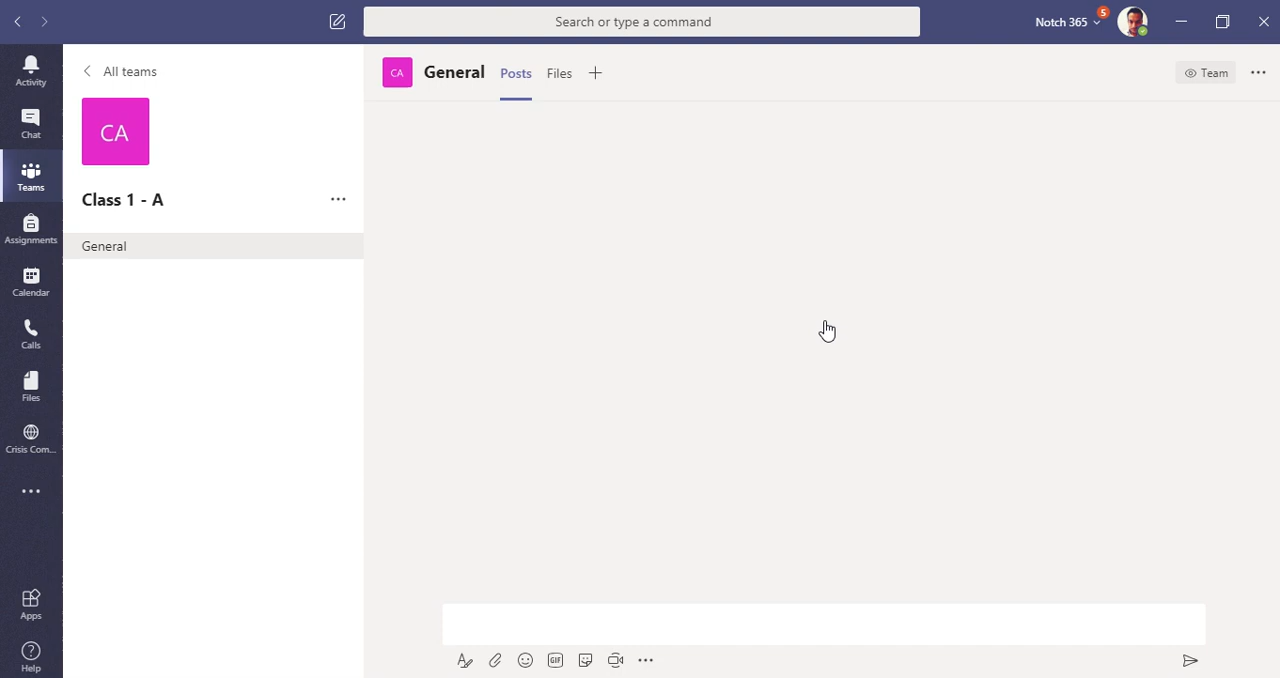 Search or type a command
Notch 365
5
Activity
Chat
Teams
Assignments
Calendar
Calls
Files
Crisis Com...
Apps
Help
All teams
CA
Class 1 - A
General
CA
General
Posts
Files
Team
GIF